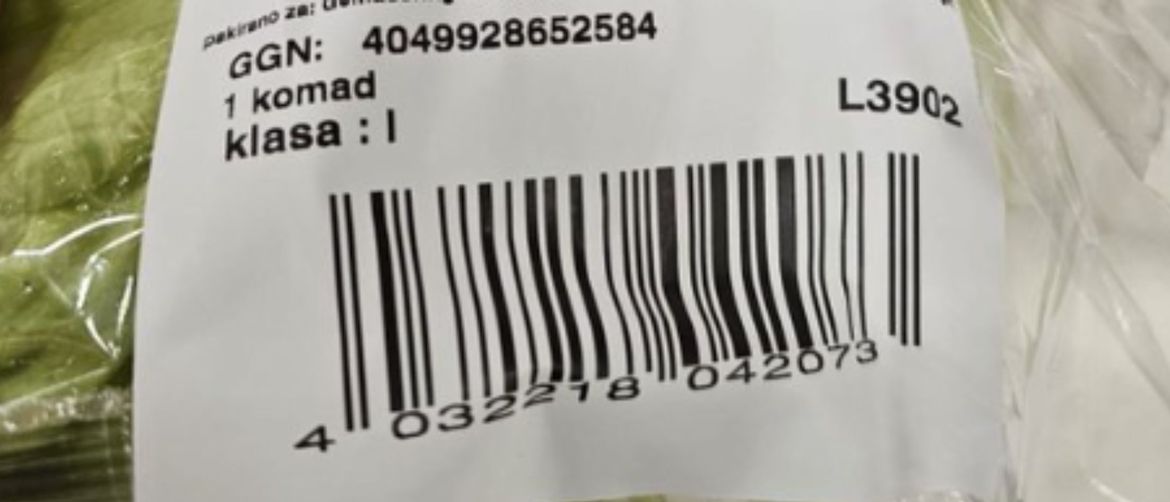 pakirano za:
GGN: 4049928652584
1 komad
klasa : I
L3902
4 032218 042073